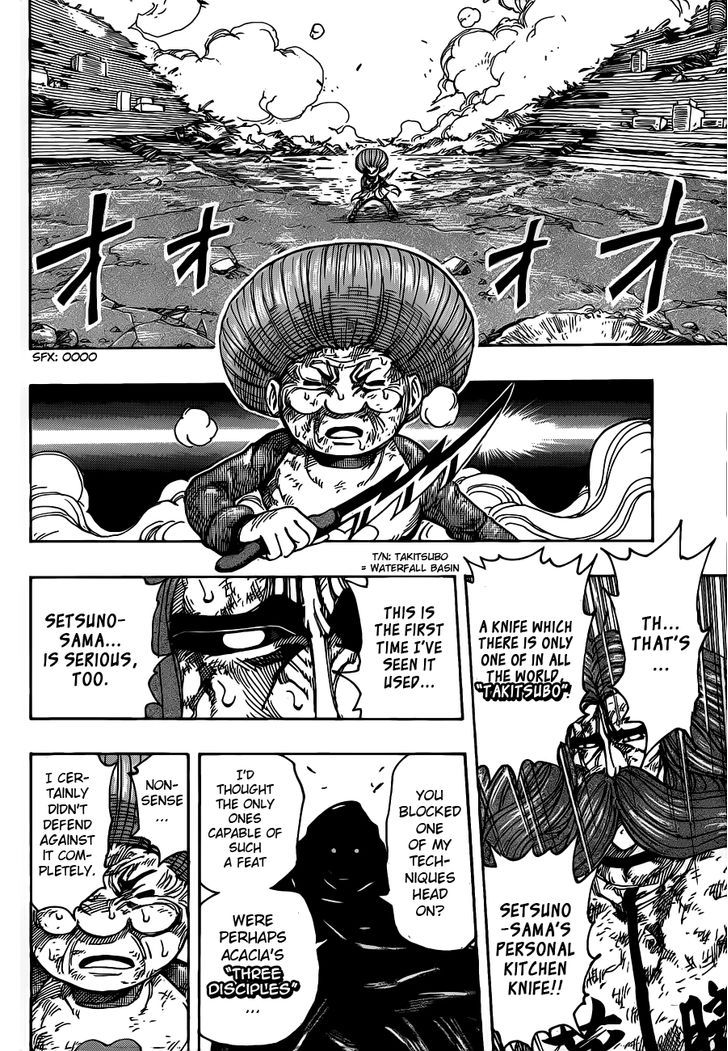 オ オ オ オ
SFX: OOOO
T/N: TAKITSUBO
= WATERFALL BASIN
TH...
THAT'S
...
A KNIFE WHICH
THERE IS ONLY
ONE OF IN ALL
THE WORLD,
"TAKITSUBO"!
SETSUNO
-SAMA'S
PERSONAL
KITCHEN
KNIFE!!
THIS IS
THE FIRST
TIME I'VE
SEEN IT
USED...
SETSUNO-
SAMA...
IS SERIOUS,
TOO.
YOU
BLOCKED
ONE
OF MY
TECH-
NIQUES
HEAD
ON?
I'D
THOUGHT
THE ONLY
ONES
CAPABLE OF
SUCH
A FEAT
WERE
PERHAPS
ACACIA'S
"THREE
DISCIPLES"
...
NON-
SENSE
...
I CER-
TAINLY
DIDN'T
DEFEND
AGAINST
IT COM-
PLETELY.